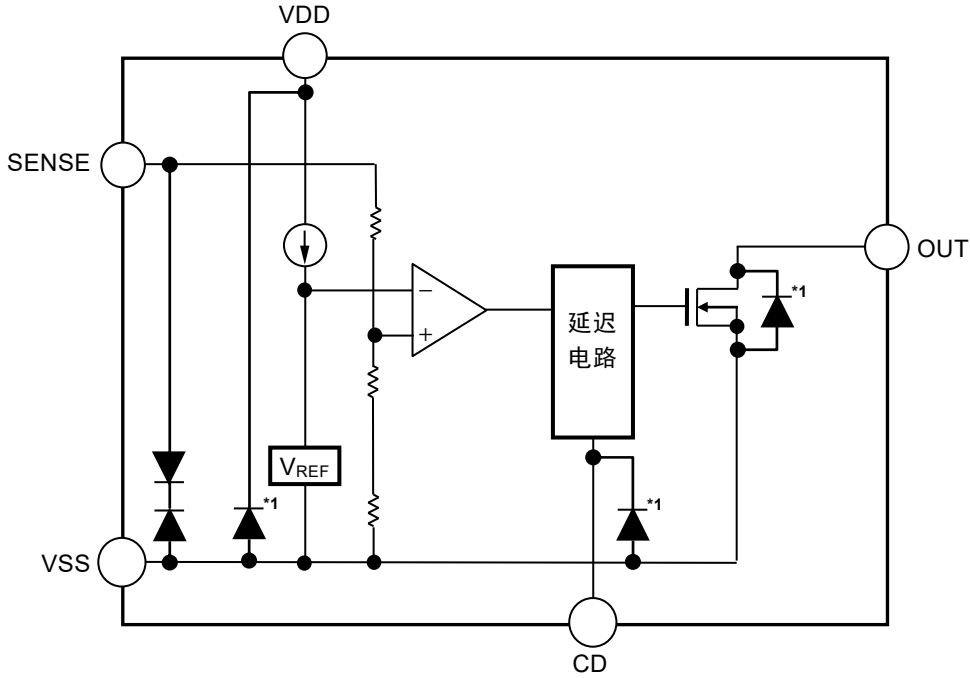 VDD
SENSE
OUT
−
*1
+
延迟
电路
VREF
*1
*1
VSS
CD